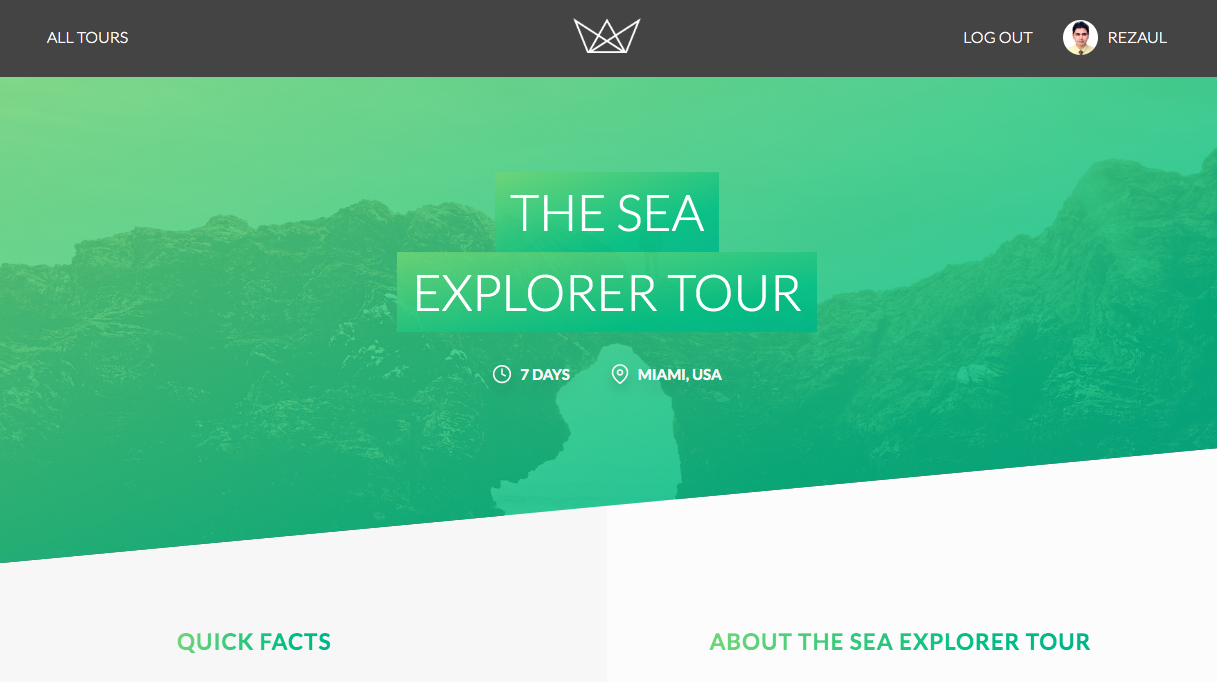 ALL TOURS
LOG OUT
REZAUL
THE SEA
EXPLORER TOUR
7 DAYS
MIAMI, USA
QUICK FACTS
ABOUT THE SEA EXPLORER TOUR